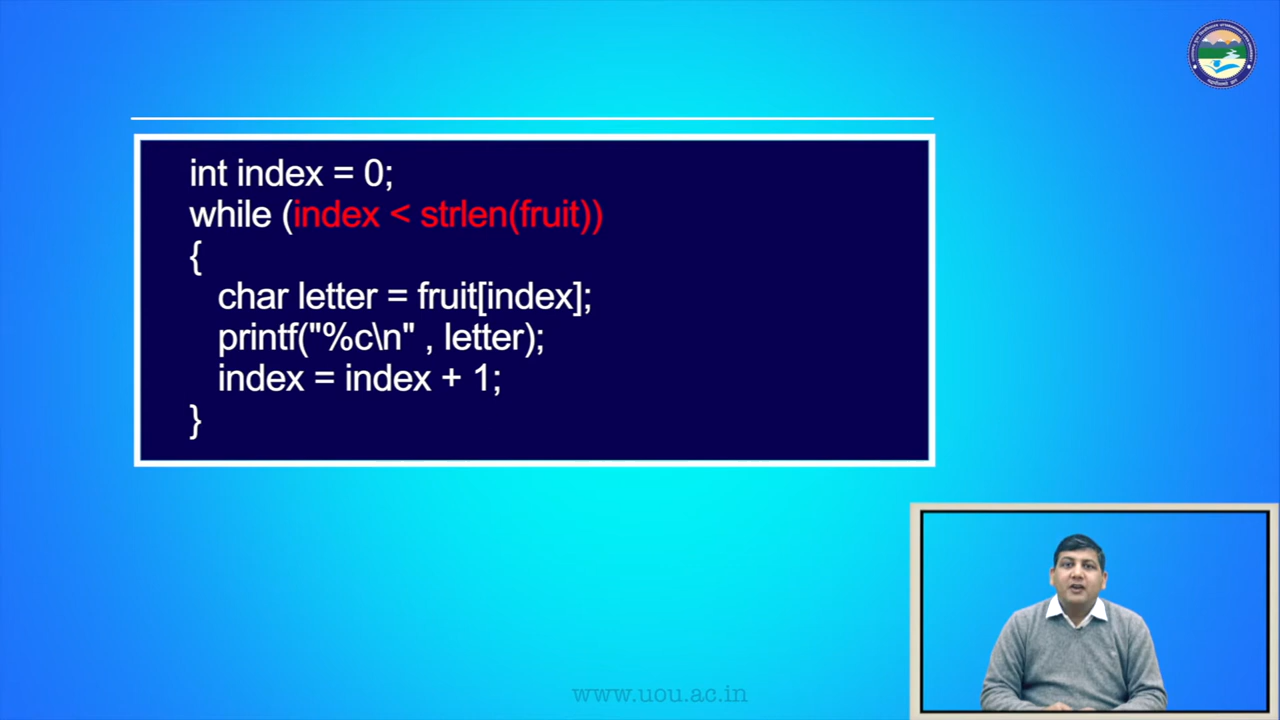 int index = 0;
while (index < strlen(fruit))
{
char letter = fruit[index];
printf("%c\n" , letter);
index = index + 1;
}
www.uou.ac.in